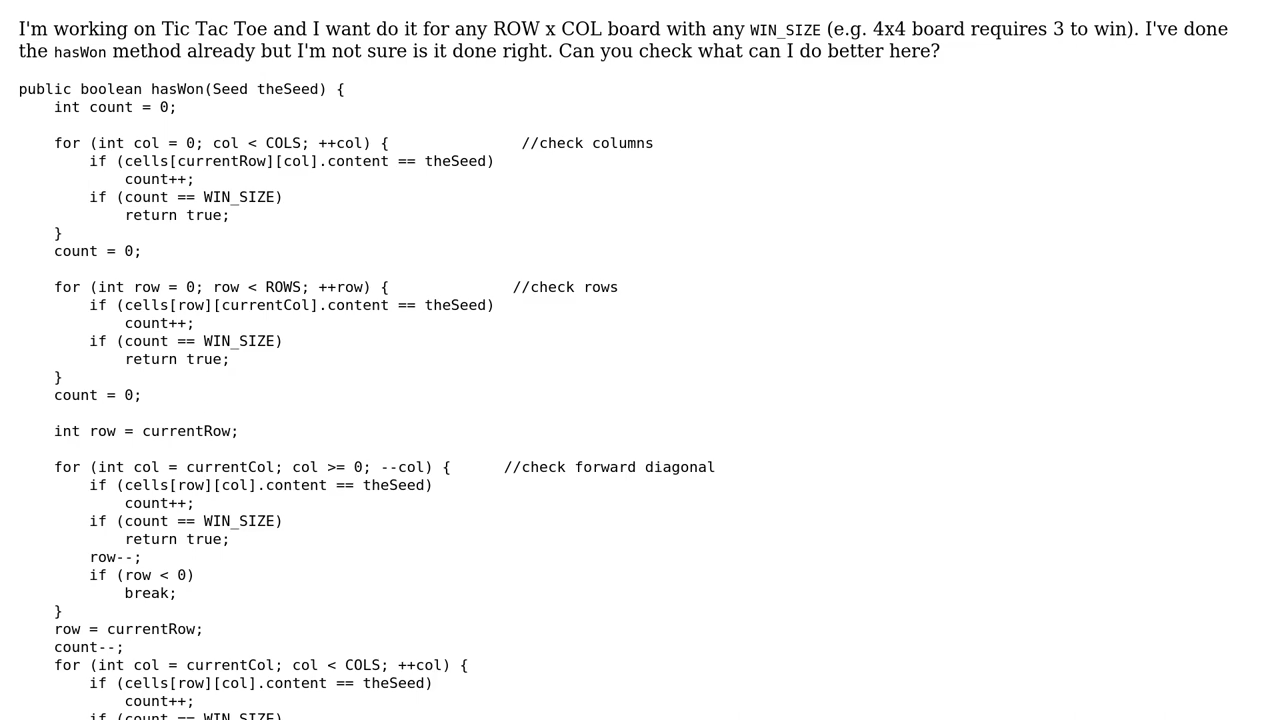 I'm working on Tic Tac Toe and I want do it for any ROW x COL board with any WIN_SIZE (e.g. 4x4 board requires 3 to win). I've done
the hasWon method already but I'm not sure is it done right. Can you check what can I do better here?
public boolean hasWon(Seed theSeed) {
    int count = 0;
    for (int col = 0; col < COLS; ++col) {               //check columns
        if (cells[currentRow][col].content == theSeed)
            count++;
        if (count == WIN_SIZE)
            return true;
    }
    count = 0;
    for (int row = 0; row < ROWS; ++row) {              //check rows
        if (cells[row][currentCol].content == theSeed)
            count++;
        if (count == WIN_SIZE)
            return true;
    }
    count = 0;
    int row = currentRow;
    for (int col = currentCol; col >= 0; --col) {      //check forward diagonal
        if (cells[row][col].content == theSeed)
            count++;
        if (count == WIN_SIZE)
            return true;
        row--;
        if (row < 0)
            break;
    }
    row = currentRow;
    count--;
    for (int col = currentCol; col < COLS; ++col) {
        if (cells[row][col].content == theSeed)
            count++;
        if (count == WIN_SIZE)